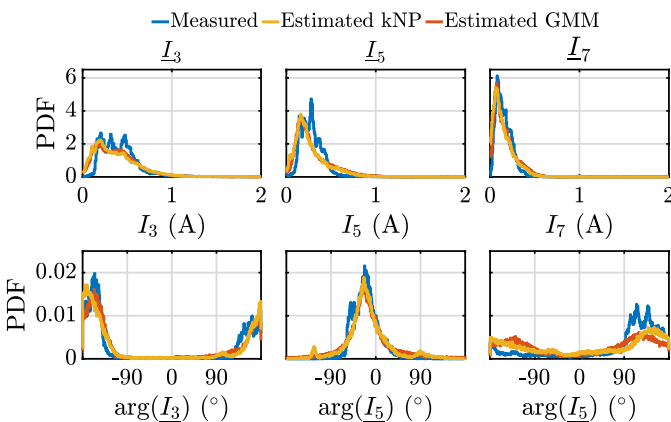 Measured Estimated kNP Estimated GMM
I3 I5 I7
PDF
6
4
2
0
0 1 2 0 1 2 0 1 2
I3 (A) I5 (A) I7 (A)
PDF
0.02
0.01
0
-90 0 90 -90 0 90 -90 0 90
arg(I3) (°) arg(I5) (°) arg(I5) (°)